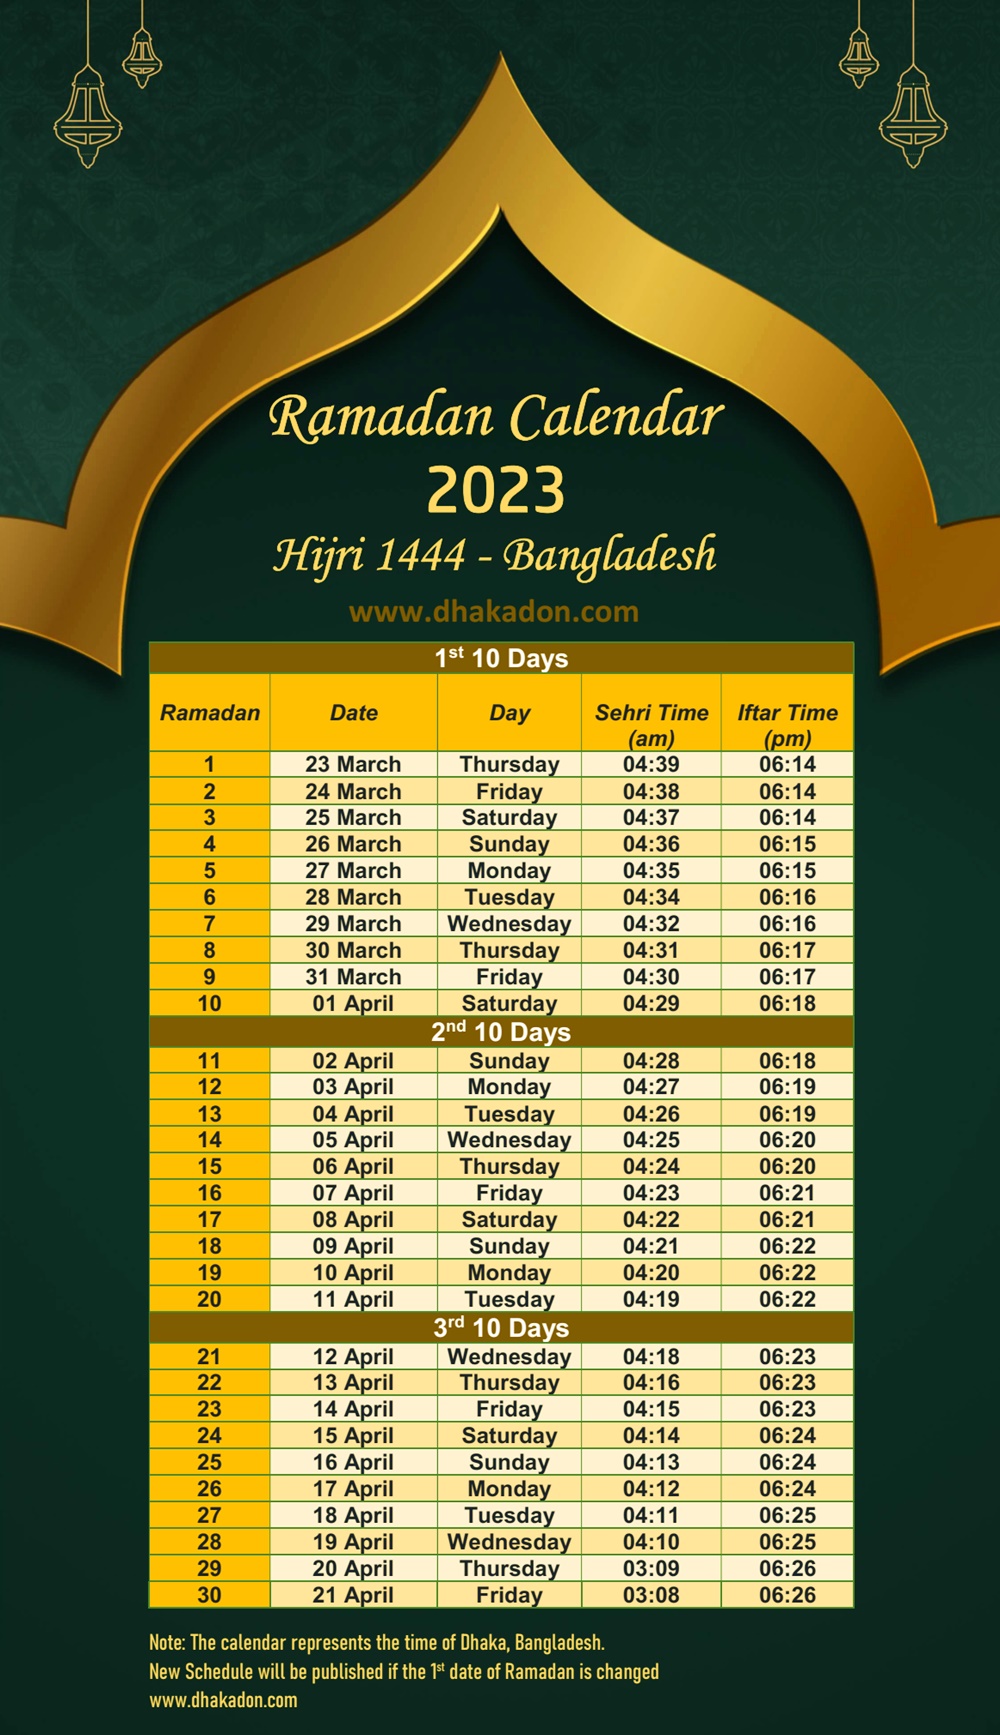 Ramadan Calendar
2023
Hijri 1444 - Bangladesh
www.dhakadon.com
1st 10 Days
Ramadan Date Day Sehri Time (am) Iftar Time (pm)
1 23 March Thursday 04:39 06:14
2 24 March Friday 04:38 06:14
3 25 March Saturday 04:37 06:14
4 26 March Sunday 04:36 06:15
5 27 March Monday 04:35 06:15
6 28 March Tuesday 04:34 06:16
7 29 March Wednesday 04:32 06:16
8 30 March Thursday 04:31 06:17
9 31 March Friday 04:30 06:17
10 01 April Saturday 04:29 06:18
2nd 10 Days
11 02 April Sunday 04:28 06:18
12 03 April Monday 04:27 06:19
13 04 April Tuesday 04:26 06:19
14 05 April Wednesday 04:25 06:20
15 06 April Thursday 04:24 06:20
16 07 April Friday 04:23 06:21
17 08 April Saturday 04:22 06:21
18 09 April Sunday 04:21 06:22
19 10 April Monday 04:20 06:22
20 11 April Tuesday 04:19 06:22
3rd 10 Days
21 12 April Wednesday 04:18 06:23
22 13 April Thursday 04:16 06:23
23 14 April Friday 04:15 06:23
24 15 April Saturday 04:14 06:24
25 16 April Sunday 04:13 06:24
26 17 April Monday 04:12 06:24
27 18 April Tuesday 04:11 06:25
28 19 April Wednesday 04:10 06:25
29 20 April Thursday 03:09 06:26
30 21 April Friday 03:08 06:26
Note: The calendar represents the time of Dhaka, Bangladesh.
New Schedule will be published if the 1st date of Ramadan is changed
www.dhakadon.com